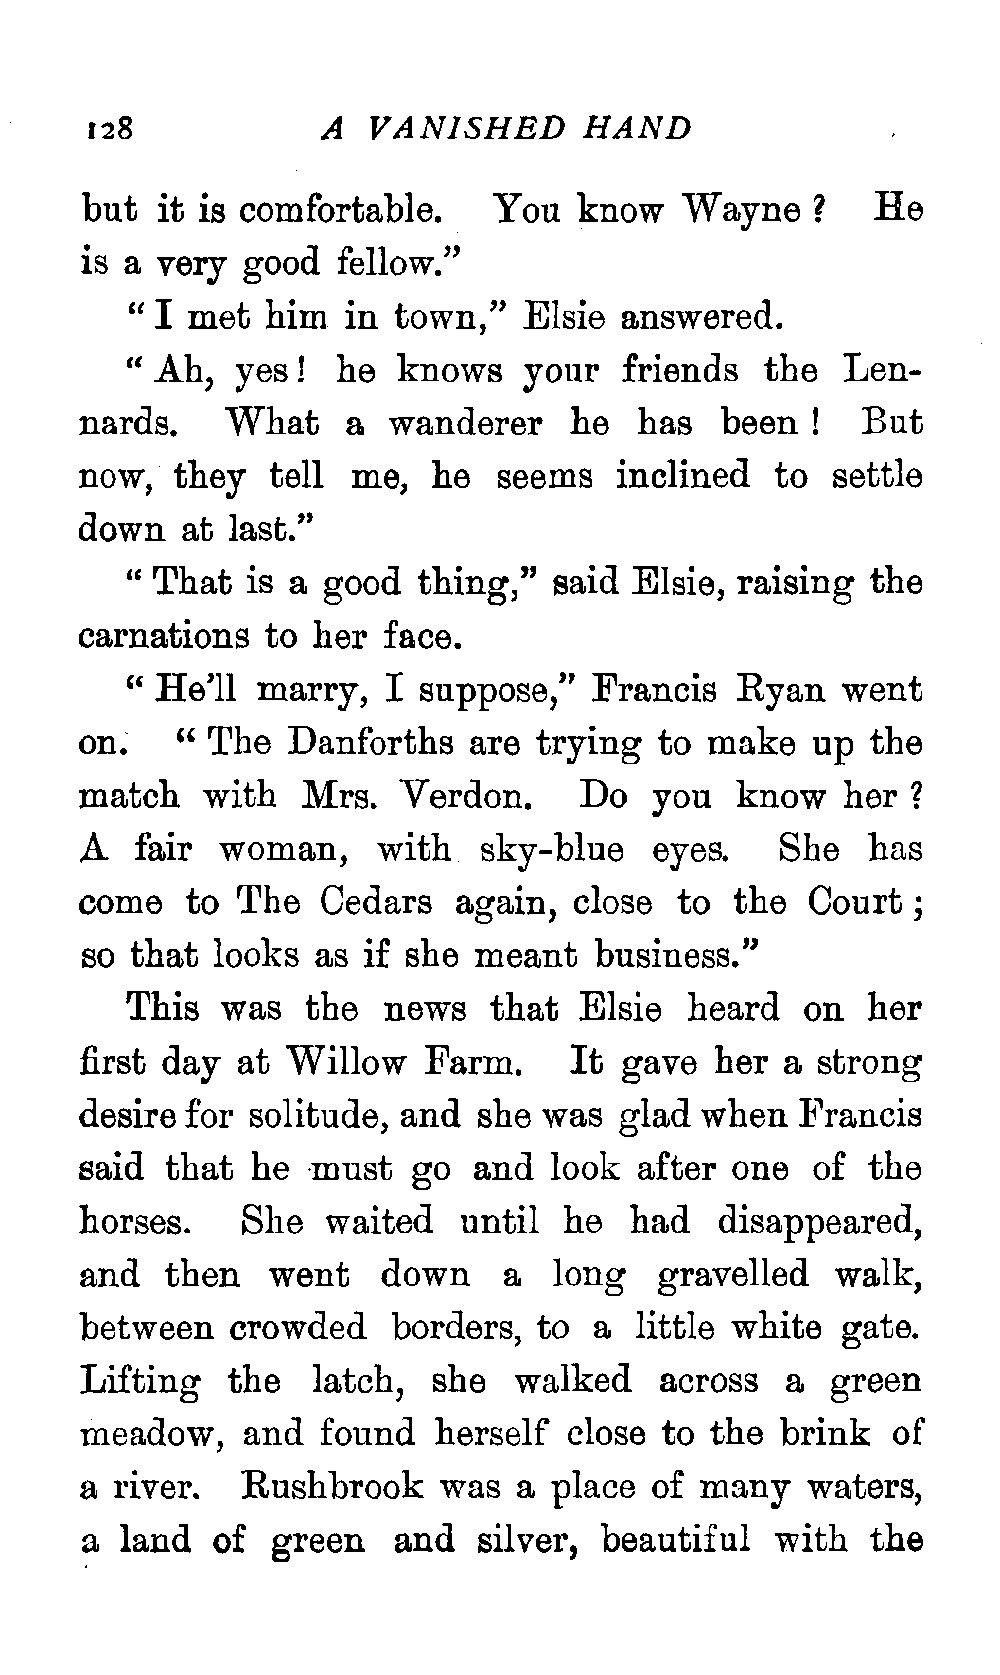 128 A VANISHED HAND
but it is comfortable. You know Wayne ? He
is a very good fellow."
" I met him in town," Elsie answered.
" Ah, yes ! he knows your friends the Len-
nards. What a wanderer he has been ! But
now, they tell me, he seems inclined to settle
down at last."
" That is a good thing," said Elsie, raising the
carnations to her face.
" He'll marry, I suppose," Francis Ryan went
on. " The Danforths are trying to make up the
match with Mrs. Verdon. Do you know her ?
A fair woman, with sky-blue eyes. She has
come to The Cedars again, close to the Court ;
so that looks as if she meant business."
This was the news that Elsie heard on her
first day at Willow Farm. It gave her a strong
desire for solitude, and she was glad when Francis
said that he must go and look after one of the
horses. She waited until he had disappeared,
and then went down a long gravelled walk,
between crowded borders, to a little white gate.
Lifting the latch, she walked across a green
meadow, and found herself close to the brink of
a river. Rushbrook was a place of many waters,
a land of green and silver, beautiful with the